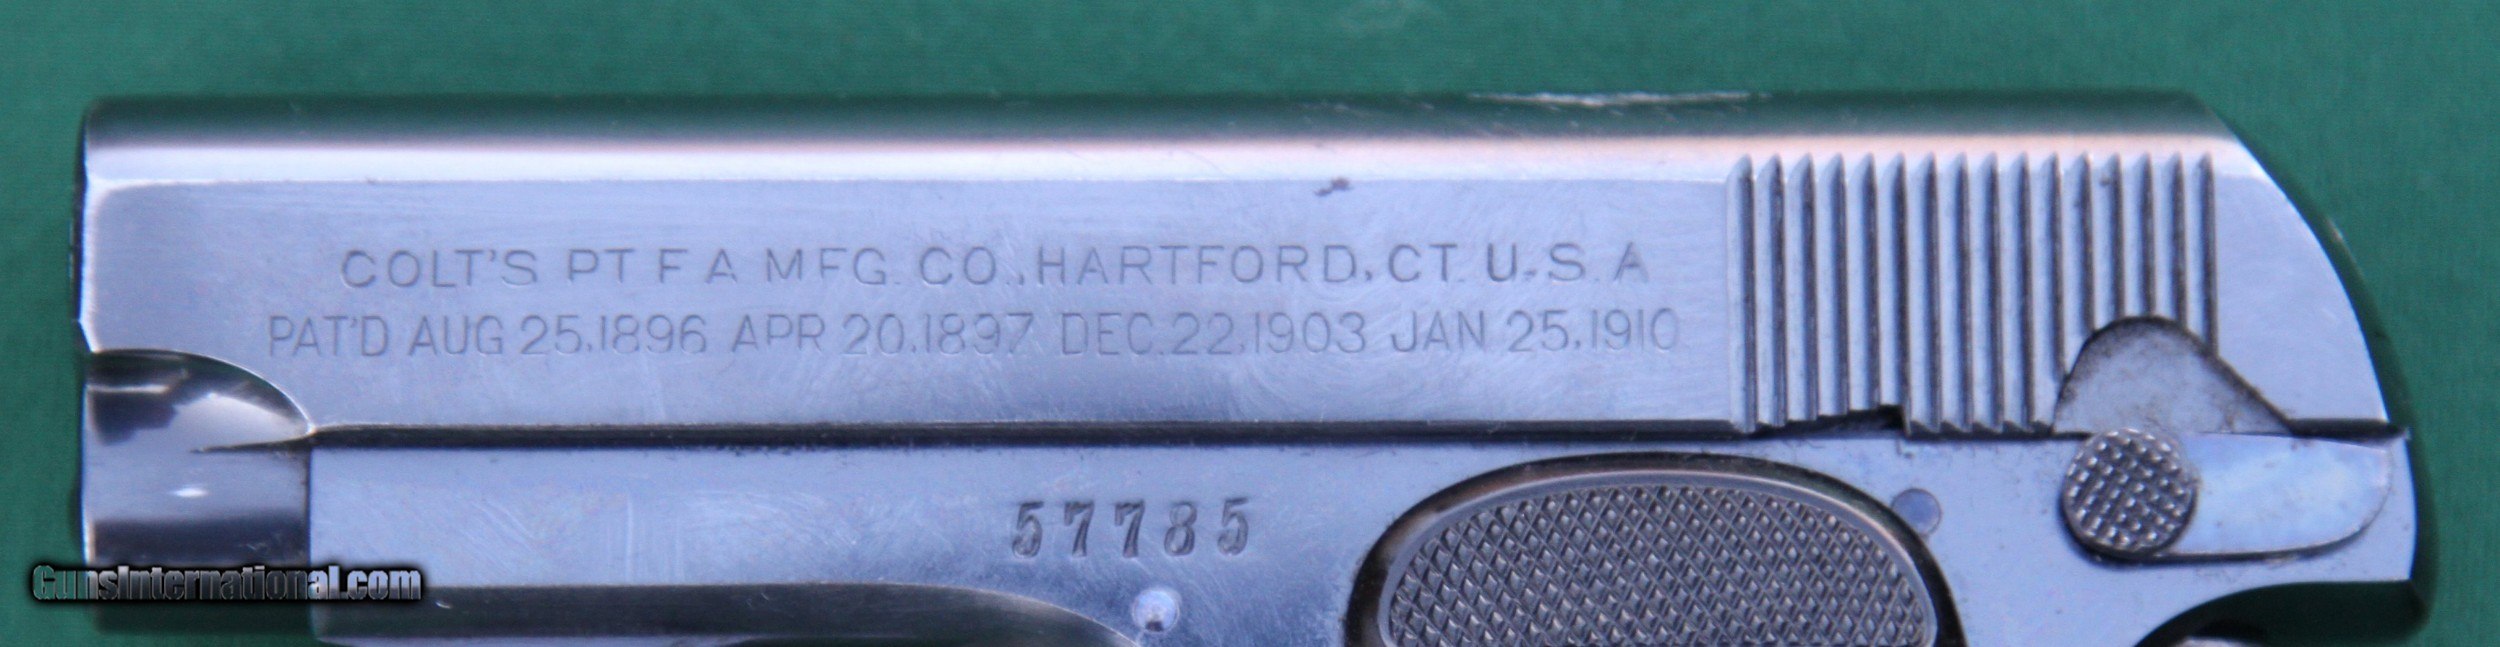 COLT'S PT F A MFG. CO., HARTFORD, CT. U.S.A
PAT'D AUG 25,1896 APR 20,1897 DEC.22,1903 JAN 25,1910
57785
GunsInternational.com